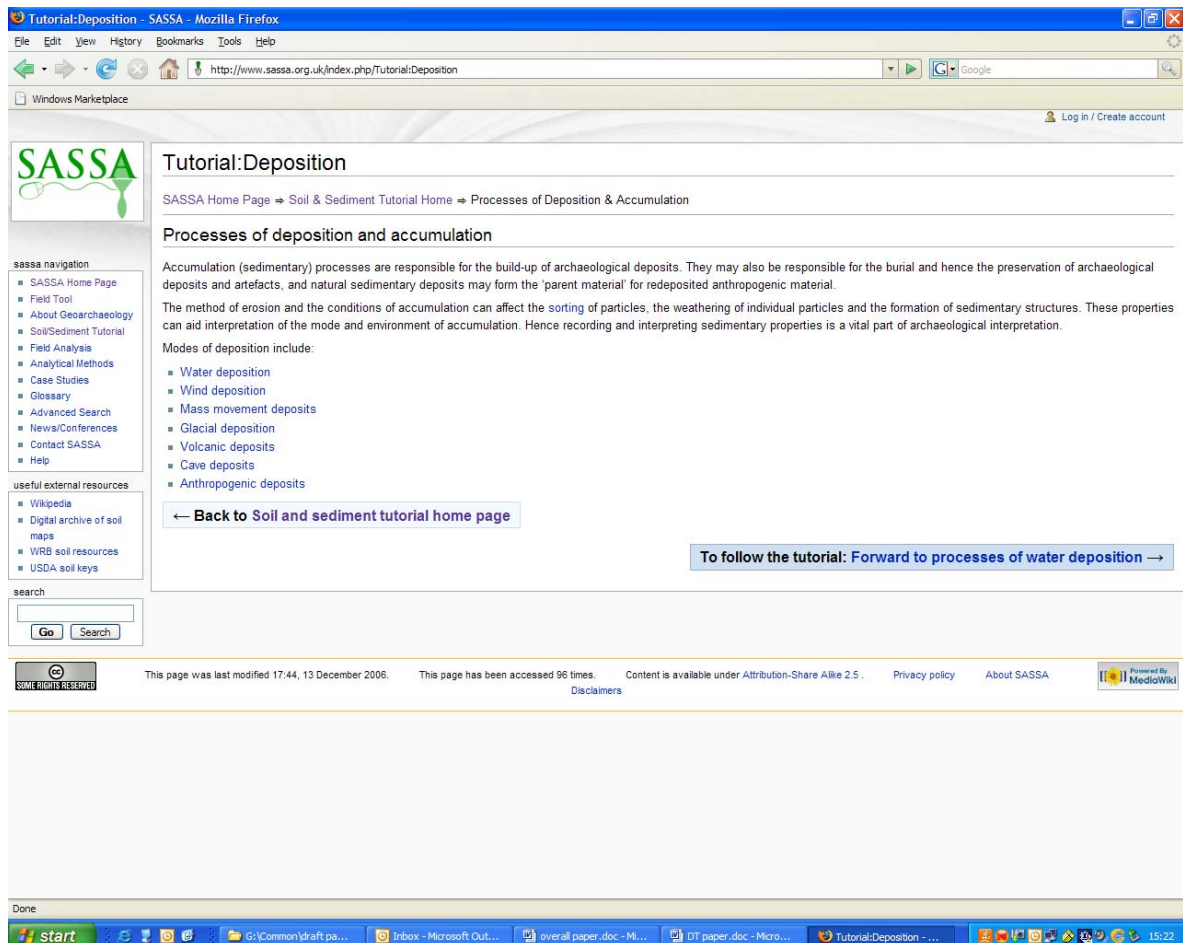 Tutorial:Deposition - SASSA - Mozilla Firefox
File Edit View History Bookmarks Tools Help
http://www.sassa.org.uk/index.php/Tutorial:Deposition
G Google
Windows Marketplace
Log in / Create account
SASSA
Tutorial:Deposition
SASSA Home Page ⇒ Soil & Sediment Tutorial Home ⇒ Processes of Deposition & Accumulation
Processes of deposition and accumulation
Accumulation (sedimentary) processes are responsible for the build-up of archaeological deposits. They may also be responsible for the burial and hence the preservation of archaeological
deposits and artefacts, and natural sedimentary deposits may form the 'parent material' for redeposited anthropogenic material.
The method of erosion and the conditions of accumulation can affect the sorting of particles, the weathering of individual particles and the formation of sedimentary structures. These properties
can aid interpretation of the mode and environment of accumulation. Hence recording and interpreting sedimentary properties is a vital part of archaeological interpretation.
Modes of deposition include:
Water deposition
Wind deposition
Mass movement deposits
Glacial deposition
Volcanic deposits
Cave deposits
Anthropogenic deposits
← Back to Soil and sediment tutorial home page
To follow the tutorial: Forward to processes of water deposition →
sassa navigation
SASSA Home Page
Field Tool
About Geoarchaeology
Soil/Sediment Tutorial
Field Analysis
Analytical Methods
Case Studies
Glossary
Advanced Search
News/Conferences
Contact SASSA
Help
useful external resources
Wikipedia
Digital archive of soil
maps
WRB soil resources
USDA soil keys
search
Go Search
cc
SOME RIGHTS RESERVED
This page was last modified 17:44, 13 December 2006. This page has been accessed 96 times. Content is available under Attribution-Share Alike 2.5 . Privacy policy About SASSA
Disclaimers
Powered By
MediaWiki
Done
start G:\Common\draft pa... Inbox - Microsoft Out... overall paper.doc - Mi... DT paper.doc - Micro... Tutorial:Deposition - ... 15:22